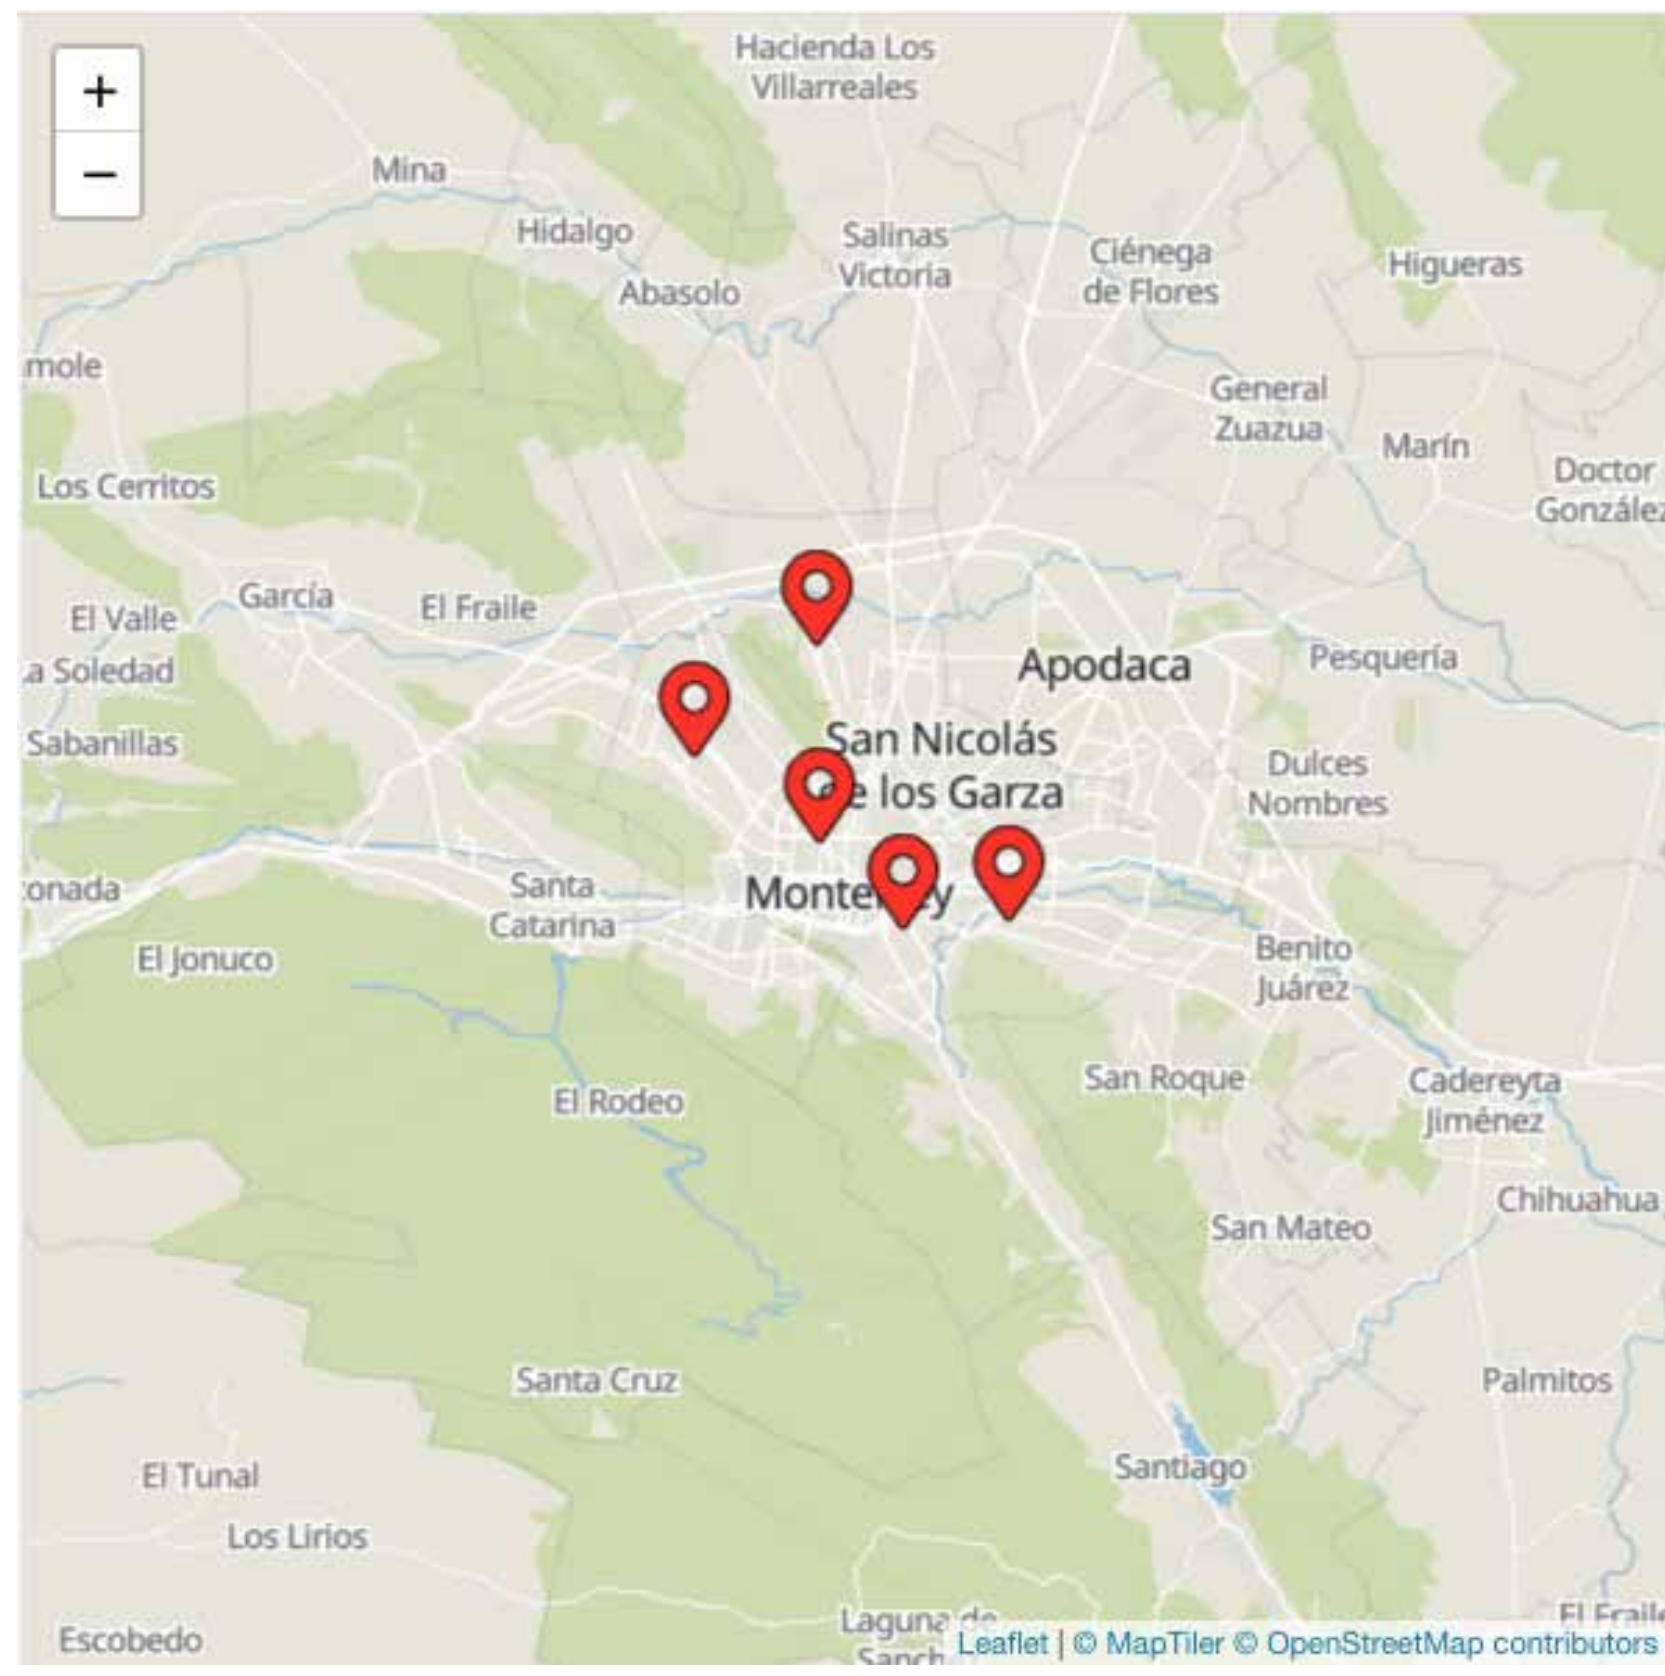 +
−
Hacienda Los
Villarreales
Mina
Hidalgo
Salinas
Victoria
Ciénega
de Flores
Higueras
Abasolo
mole
General
Zuazua
Marín
Doctor
González
Los Cerritos
García
El Fraile
El Valle
Apodaca
Pesquería
a Soledad
San Nicolás
de los Garza
Sabanillas
Dulces
Nombres
onada
Santa
Catarina
Monterrey
Benito
Juárez
El Jonuco
San Roque
Cadereyta
Jiménez
El Rodeo
Chihuahua
San Mateo
Santa Cruz
Palmitos
Santiago
El Tunal
Los Lirios
Escobedo
Laguna de
Sanch
El Fraile
Leaflet | © MapTiler © OpenStreetMap contributors